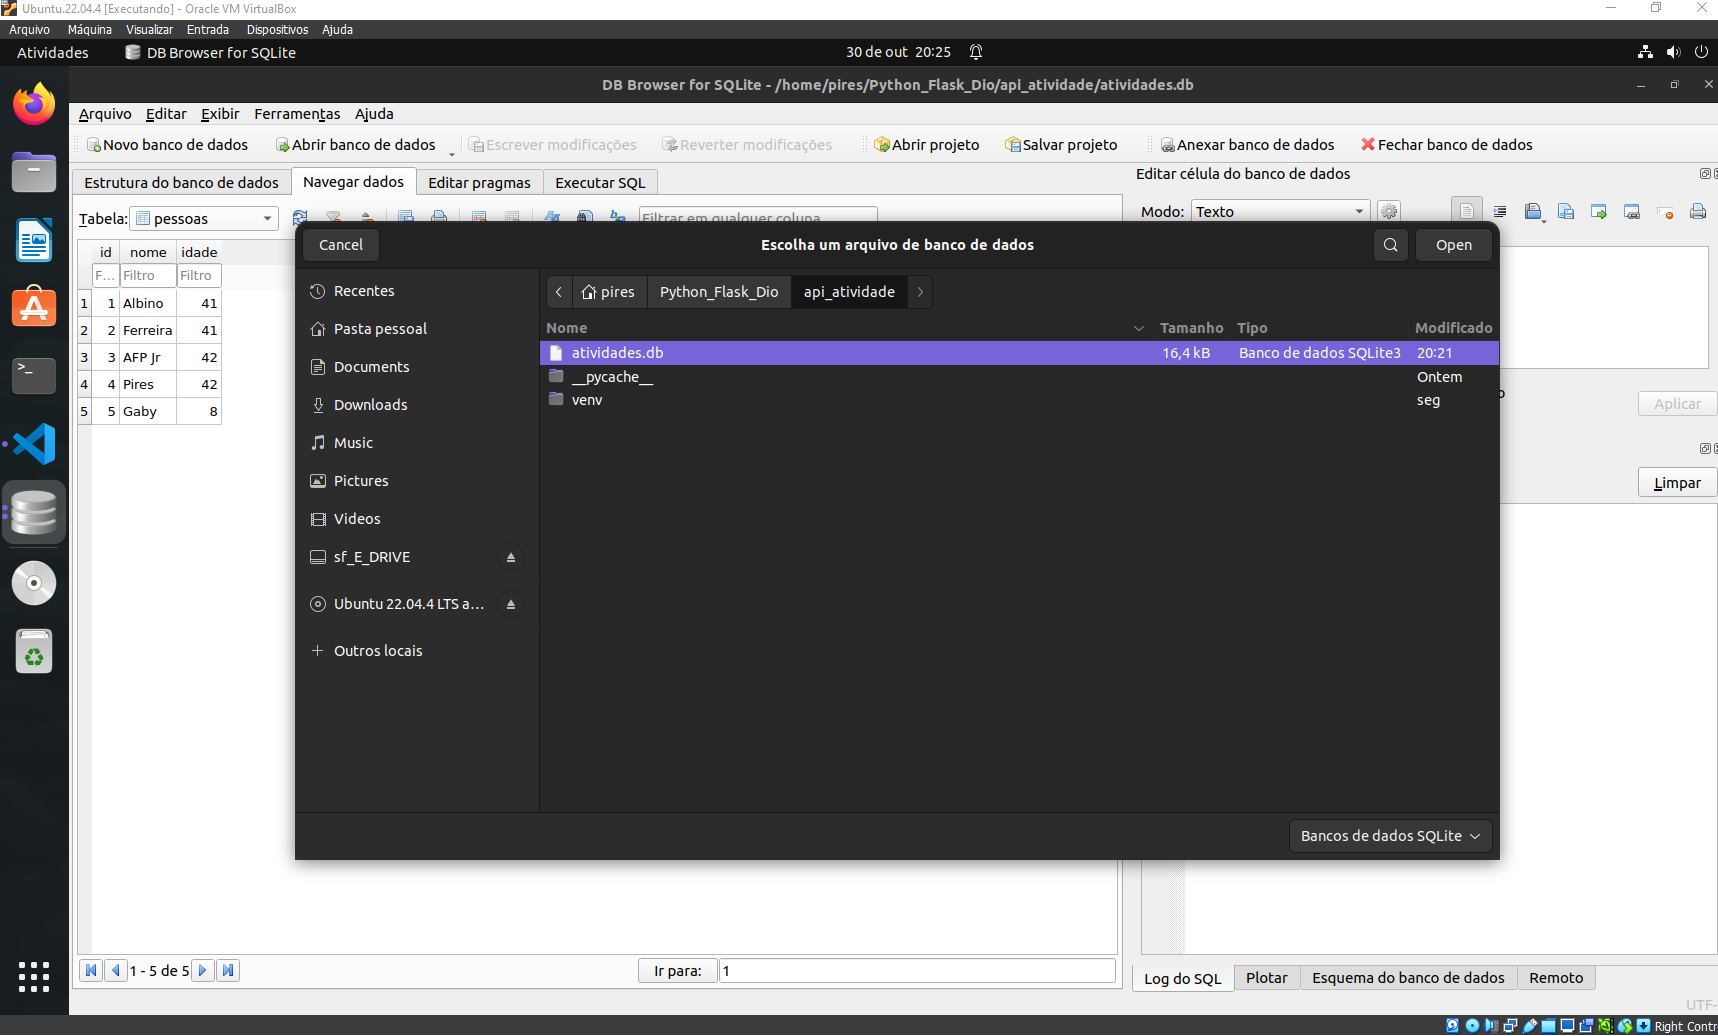 Ubuntu.22.04.4 [Executando] - Oracle VM VirtualBox
Arquivo Máquina Visualizar Entrada Dispositivos Ajuda
Atividades DB Browser for SQLite 30 de out 20:25
DB Browser for SQLite - /home/pires/Python_Flask_Dio/api_atividade/atividades.db
Arquivo Editar Exibir Ferramentas Ajuda
Novo banco de dados Abrir banco de dados Escrever modificações Reverter modificações Abrir projeto Salvar projeto Anexar banco de dados Fechar banco de dados
Estrutura do banco de dados Navegar dados Editar pragmas Executar SQL
Editar célula do banco de dados
Tabela: pessoas Filtrar em qualquer coluna
Modo: Texto
id nome idade
F... Filtro Filtro
1 1 Albino 41
2 2 Ferreira 41
3 3 AFP Jr 42
4 4 Pires 42
5 5 Gaby 8
Cancel Escolha um arquivo de banco de dados Open
Recentes
Pasta pessoal
Documents
Downloads
Music
Pictures
Videos
sf_E_DRIVE
Ubuntu 22.04.4 LTS a...
Outros locais
pires Python_Flask_Dio api_atividade
Nome Tamanho Tipo Modificado
atividades.db 16,4 kB Banco de dados SQLite3 20:21
__pycache__ Ontem
venv seg
Bancos de dados SQLite
o
Aplicar
Limpar
1 - 5 de 5 Ir para: 1
Log do SQL Plotar Esquema do banco de dados Remoto
UTF-
Right Contr